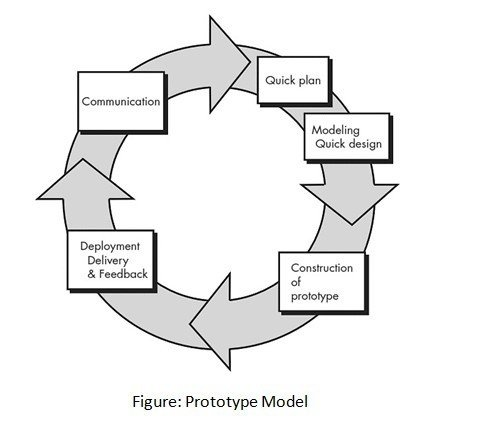 Communication
Quick plan
Modeling
Quick design
Construction
of
prototype
Deployment
Delivery
& Feedback
Figure: Prototype Model